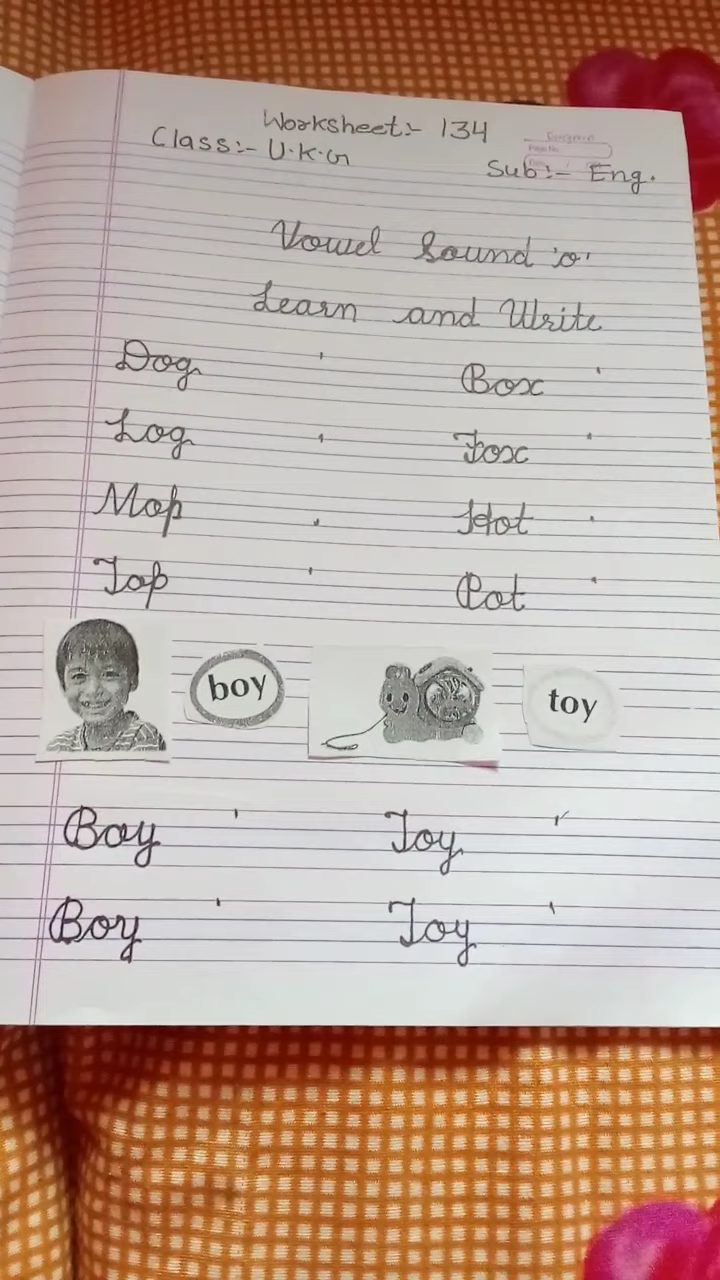 Worksheet:- 134
Class:- U.K.G
Sub:- Eng.
Vowel Sound 'o'
Learn and Write
Dog Box
Log Fox
Mop Hot
Top Pot
boy toy
Boy Toy
Boy Toy